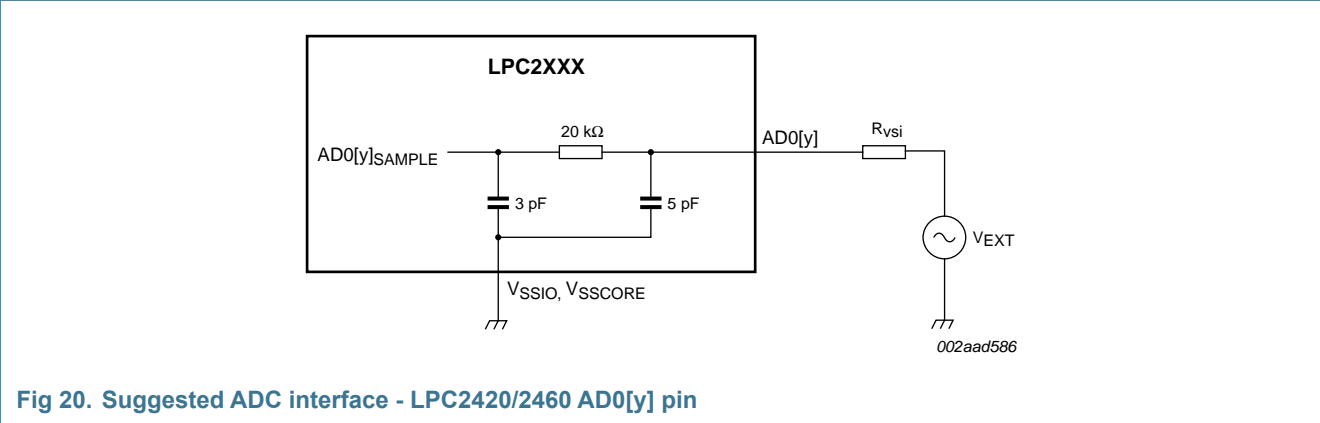 LPC2XXX
AD0[y]SAMPLE
20 kΩ
AD0[y]
Rvsi
3 pF
5 pF
VEXT
VSSIO, VSSCORE
002aad586
Fig 20. Suggested ADC interface - LPC2420/2460 AD0[y] pin